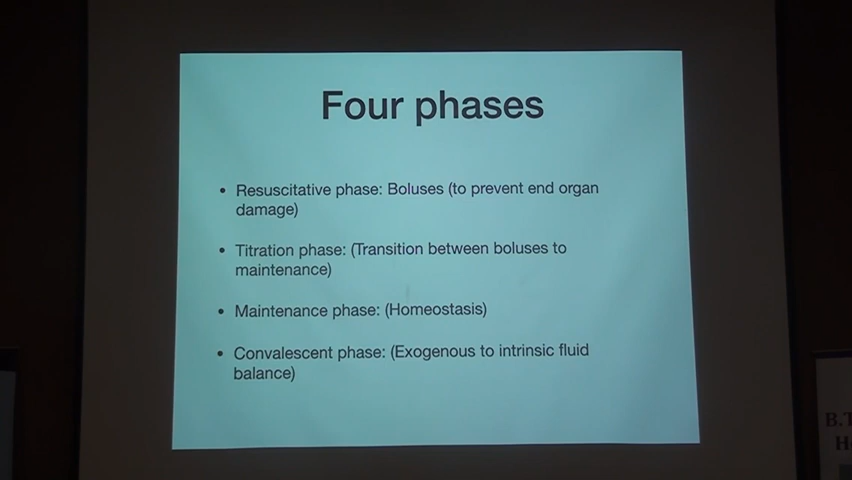 Four phases
• Resuscitative phase: Boluses (to prevent end organ
damage)
• Titration phase: (Transition between boluses to
maintenance)
• Maintenance phase: (Homeostasis)
• Convalescent phase: (Exogenous to intrinsic fluid
balance)